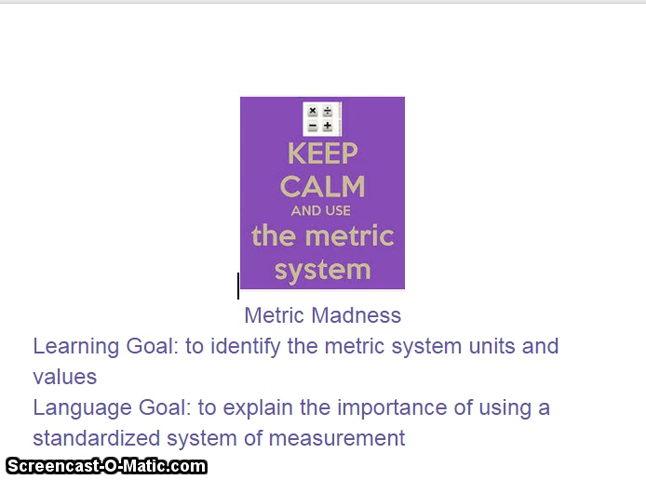 × ÷
− +
KEEP
CALM
AND USE
the metric
system
Metric Madness
Learning Goal: to identify the metric system units and
values
Language Goal: to explain the importance of using a
standardized system of measurement
Screencast-O-Matic.com